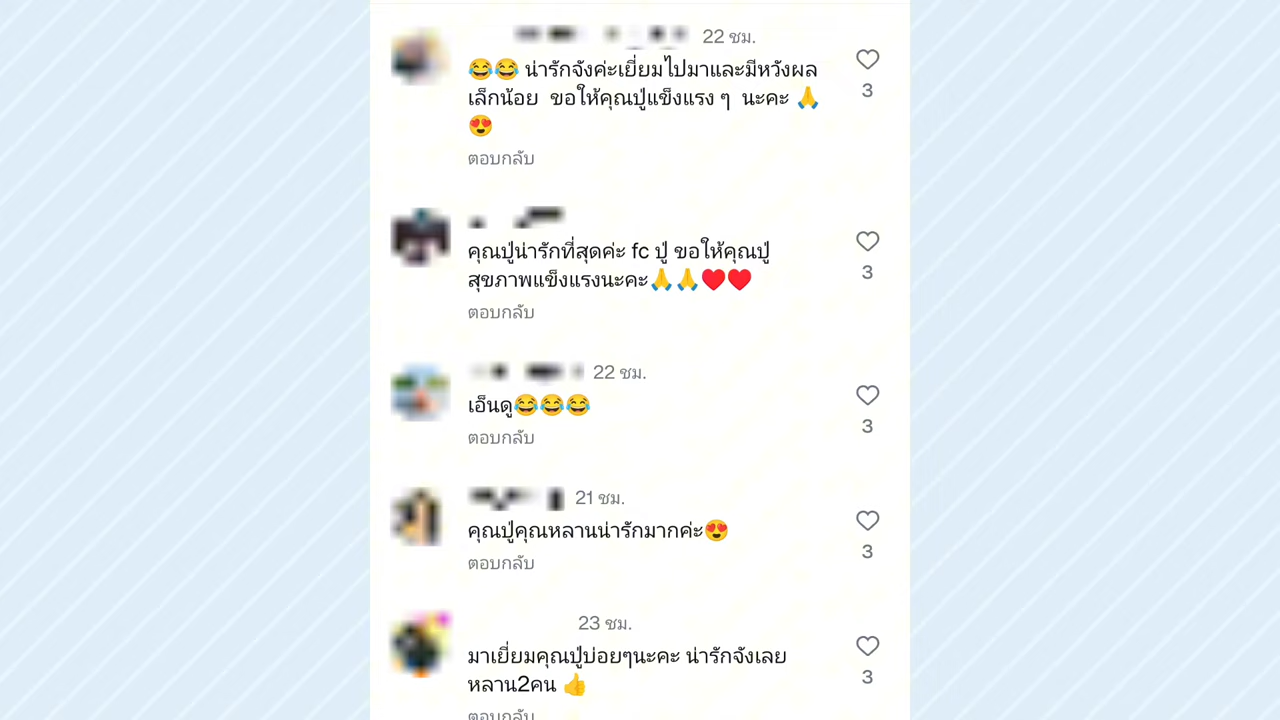 22 ชม.
😂😂 น่ารักจังค่ะเยี่ยมไปมาและมีหวังผล
เล็กน้อย ขอให้คุณปู่แข็งแรง ๆ นะคะ 🙏
😍
3
ตอบกลับ
คุณปู่น่ารักที่สุดค่ะ fc ปู่ ขอให้คุณปู่
สุขภาพแข็งแรงนะคะ🙏🙏♥️♥️
3
ตอบกลับ
22 ชม.
เอ็นดู😂😂😂
3
ตอบกลับ
21 ชม.
คุณปู่คุณหลานน่ารักมากค่ะ😍
3
ตอบกลับ
23 ชม.
มาเยี่ยมคุณปู่บ่อยๆนะคะ น่ารักจังเลย
หลาน2คน 👍
3
ตอบกลับ